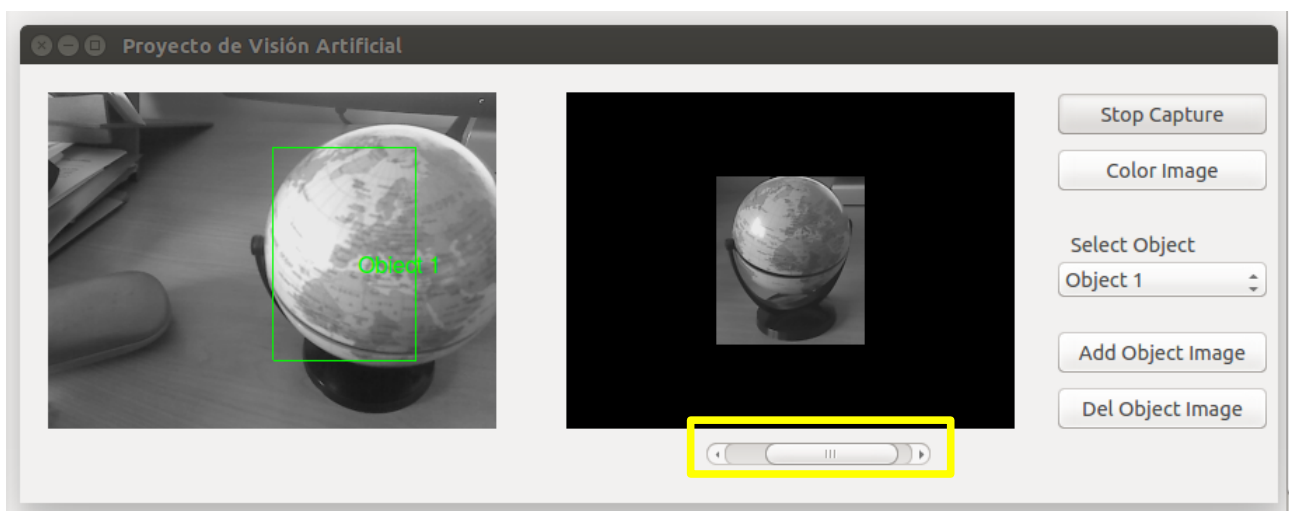 Proyecto de Visión Artificial
Object 1
Stop Capture
Color Image
Select Object
Object 1
Add Object Image
Del Object Image